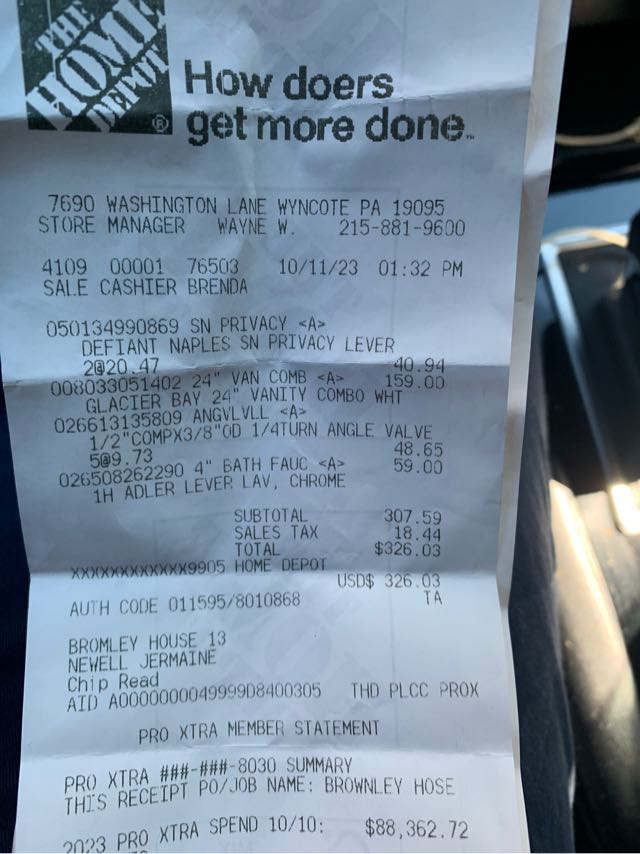 THE
HOME
DEPOT
®
How doers
get more done™
7690 WASHINGTON LANE WYNCOTE PA 19095
STORE MANAGER WAYNE W. 215-881-9600
4109 00001 76503 10/11/23 01:32 PM
SALE CASHIER BRENDA
050134990869 SN PRIVACY <A>
DEFIANT NAPLES SN PRIVACY LEVER
2@20.47 40.94
008033051402 24" VAN COMB <A> 159.00
GLACIER BAY 24" VANITY COMBO WHT
026613135809 ANGVLVLL <A>
1/2"COMPX3/8"OD 1/4TURN ANGLE VALVE
5@9.73 48.65
026508262290 4" BATH FAUC <A> 59.00
1H ADLER LEVER LAV, CHROME
SUBTOTAL 307.59
SALES TAX 18.44
TOTAL $326.03
XXXXXXXXXXXX9905 HOME DEPOT
USD$ 326.03
AUTH CODE 011595/8010868 TA
BROMLEY HOUSE 13
NEWELL JERMAINE
Chip Read
AID A0000000049999D8400305 THD PLCC PROX
PRO XTRA MEMBER STATEMENT
PRO XTRA ###-###-8030 SUMMARY
THIS RECEIPT PO/JOB NAME: BROWNLEY HOSE
2023 PRO XTRA SPEND 10/10: $88,362.72